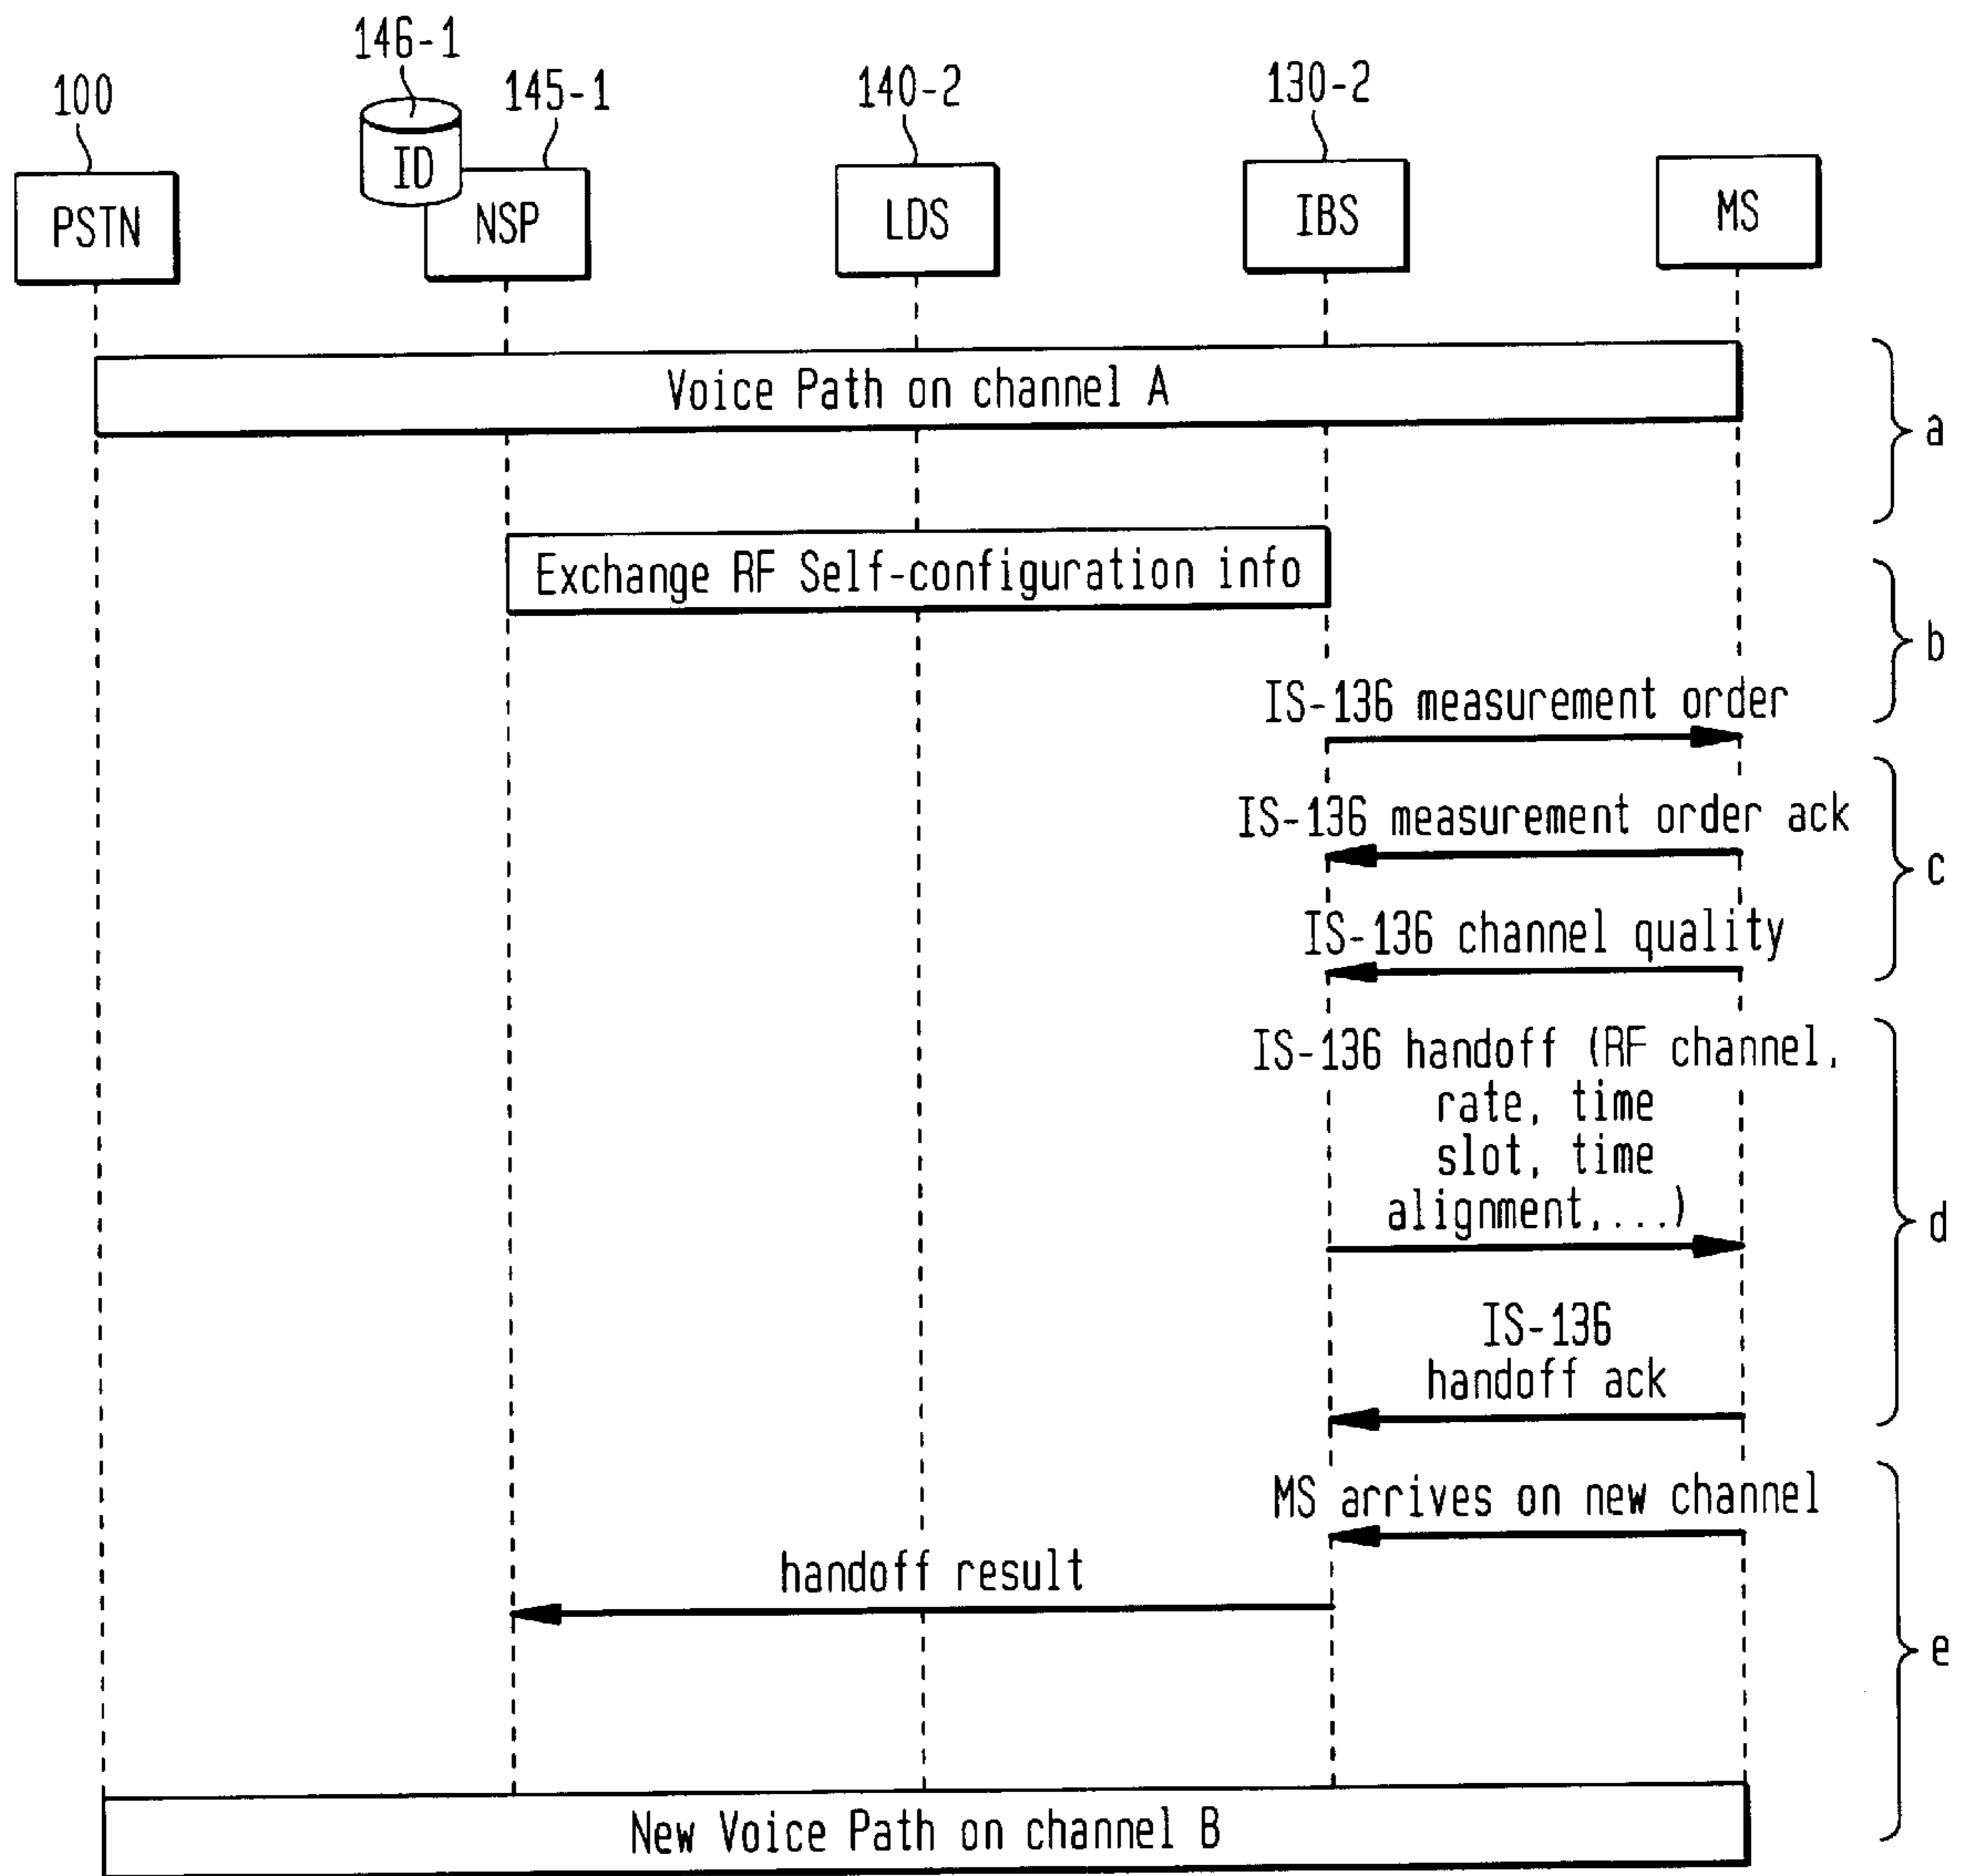 146-1
100
145-1
140-2
130-2
ID
PSTN
NSP
LDS
IBS
MS
Voice Path on channel A
a
Exchange RF Self-configuration info
b
IS-136 measurement order
IS-136 measurement order ack
c
IS-136 channel quality
IS-136 handoff (RF channel,
rate, time
slot, time
alignment,...)
d
IS-136
handoff ack
MS arrives on new channel
handoff result
e
New Voice Path on channel B